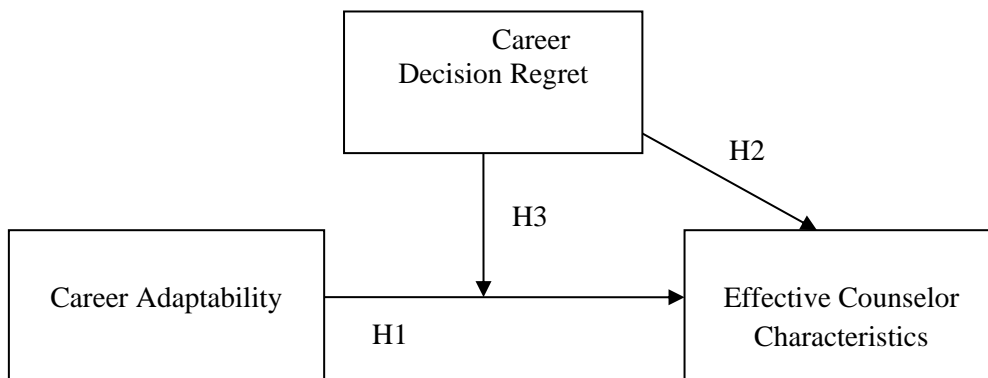 Career
Decision Regret
H2
H3
Career Adaptability
Effective Counselor
Characteristics
H1